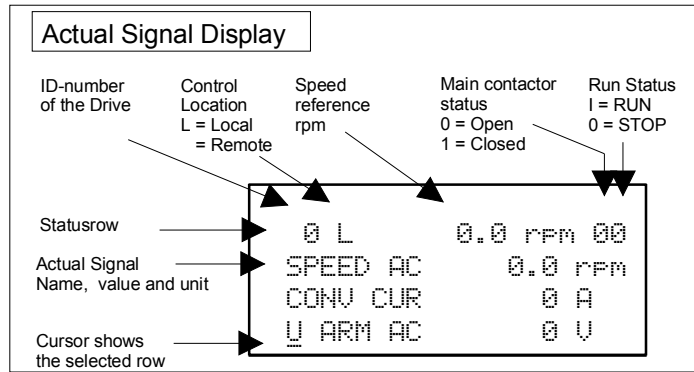 Actual Signal Display
ID-number
of the Drive
Control
Location
L = Local
= Remote
Speed
reference
rpm
Main contactor
status
0 = Open
1 = Closed
Run Status
I = RUN
0 = STOP
Statusrow
0 L 0.0 rpm 00
Actual Signal
Name, value and unit
SPEED AC 0.0 rpm
CONV CUR 0 A
U ARM AC 0 V
Cursor shows
the selected row